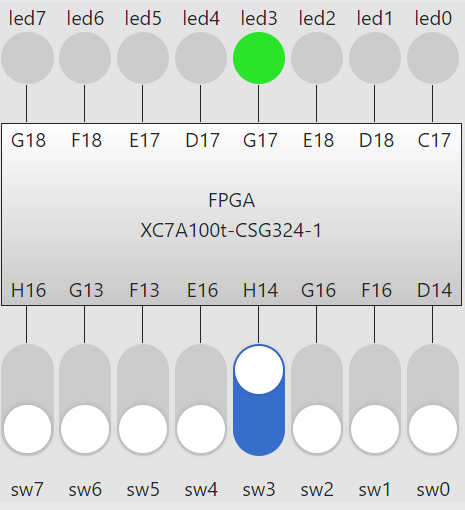 led7 led6 led5 led4 led3 led2 led1 led0
G18 F18 E17 D17 G17 E18 D18 C17
FPGA
XC7A100t-CSG324-1
H16 G13 F13 E16 H14 G16 F16 D14
sw7 sw6 sw5 sw4 sw3 sw2 sw1 sw0